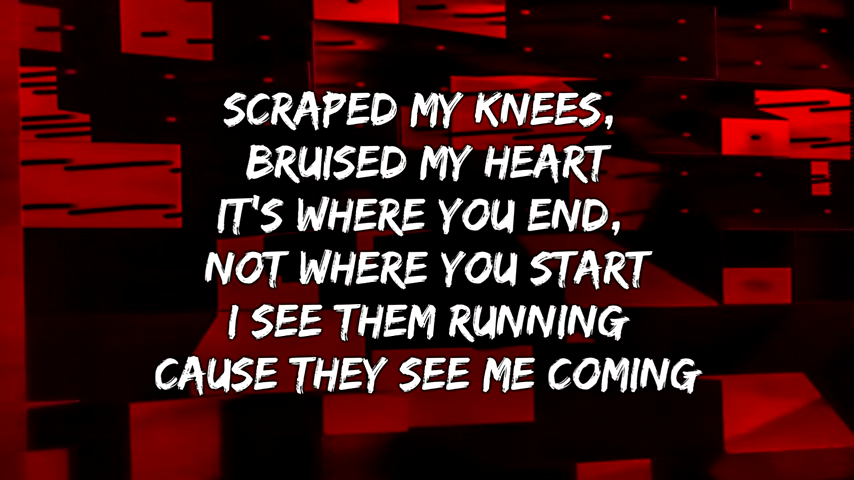 SCRAPED MY KNEES,
BRUISED MY HEART
IT'S WHERE YOU END,
NOT WHERE YOU START
I SEE THEM RUNNING
CAUSE THEY SEE ME COMING